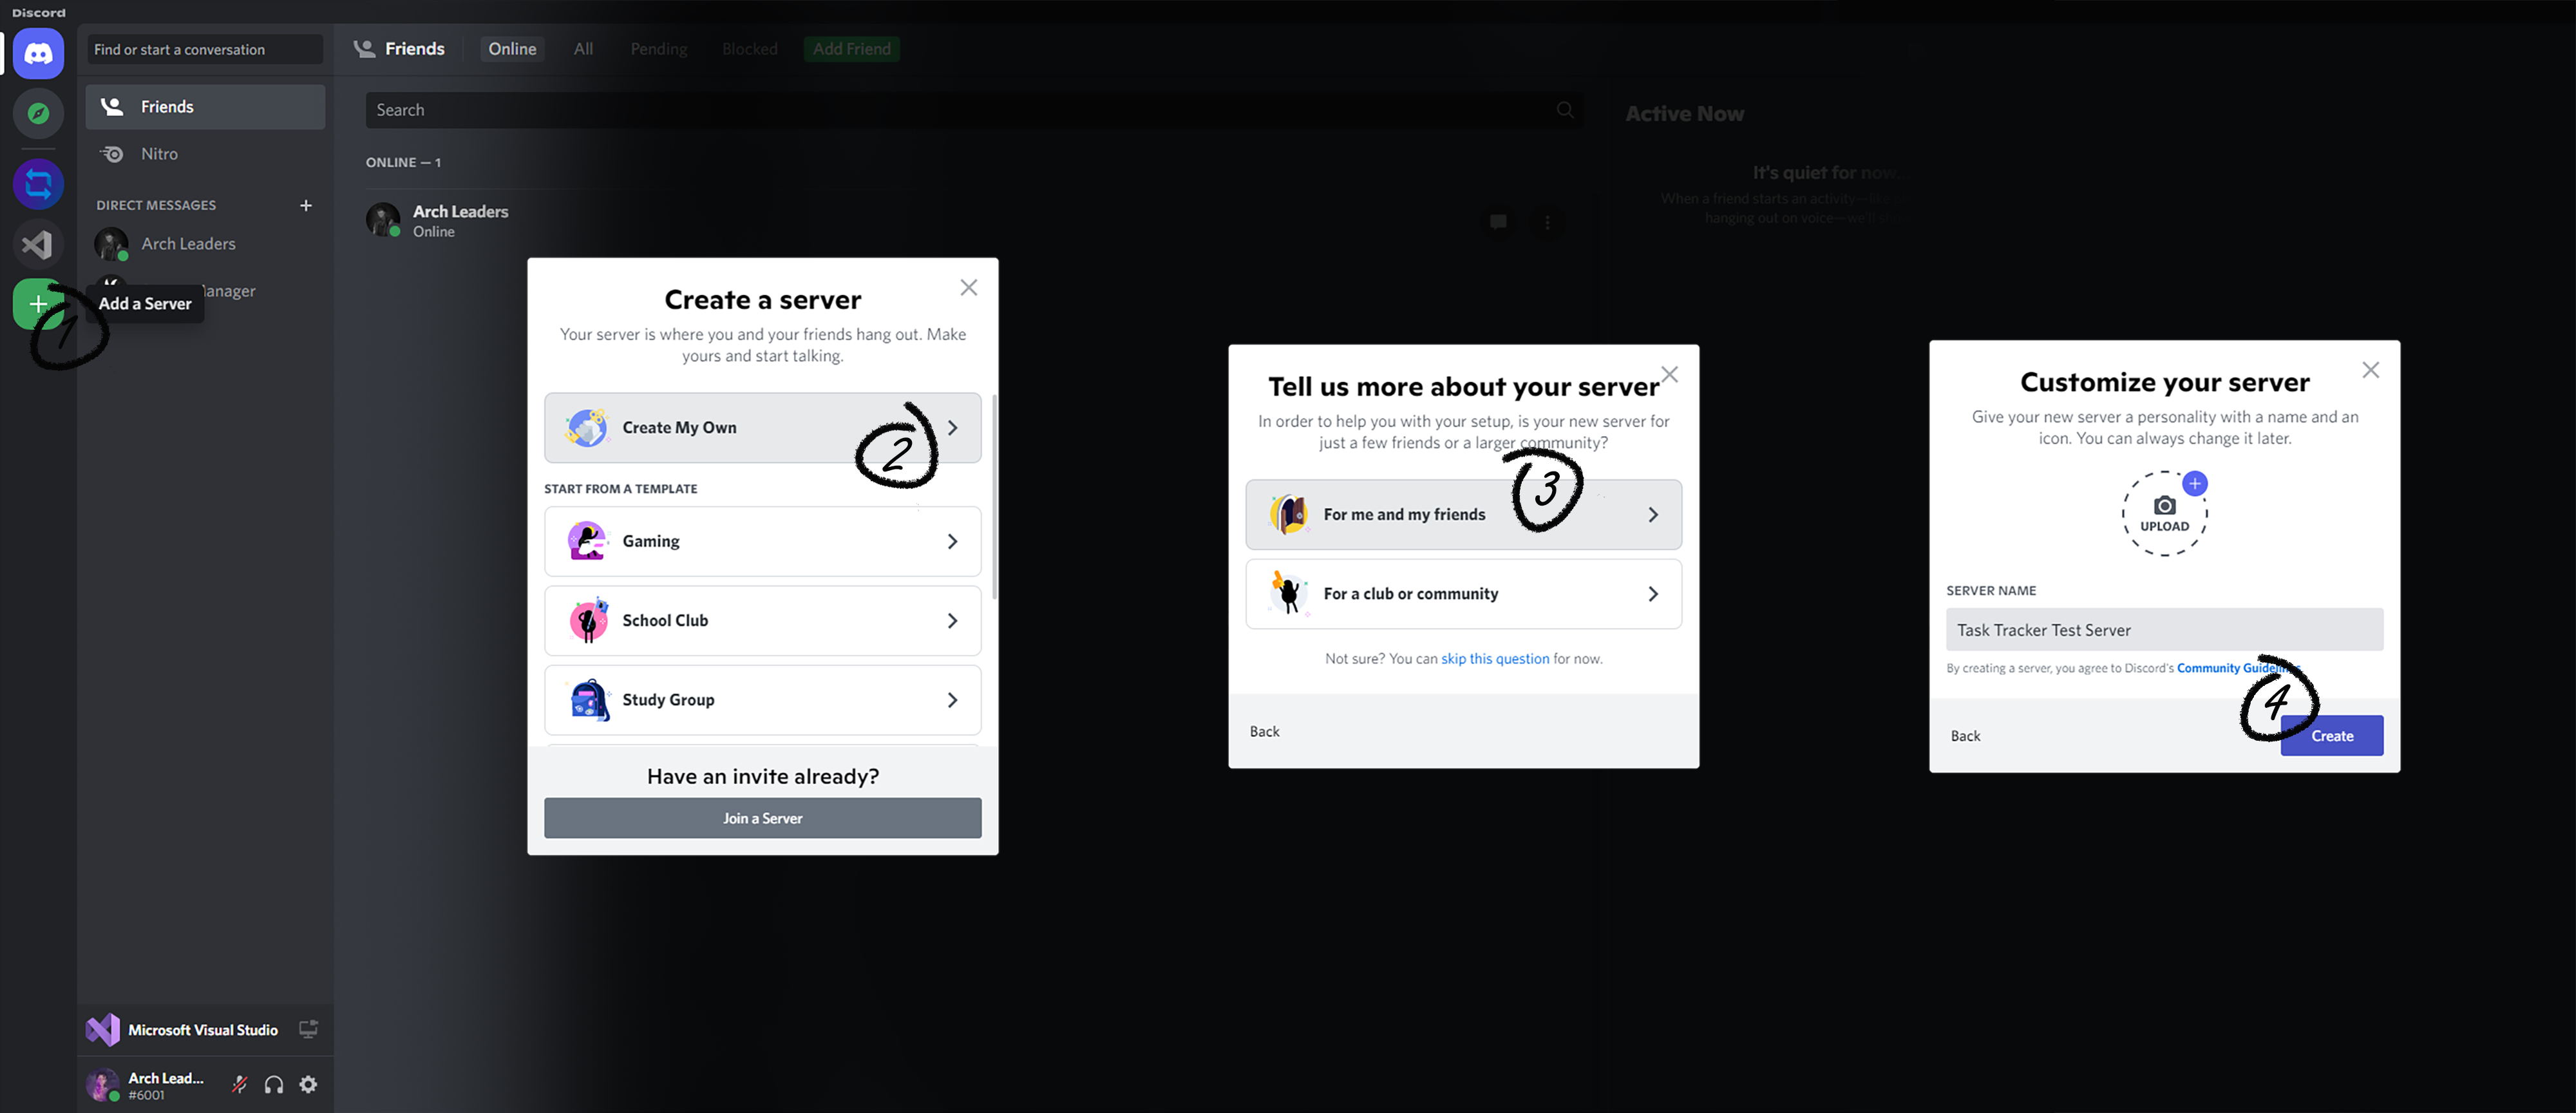 Discord
Find or start a conversation
Friends
Nitro
DIRECT MESSAGES
Arch Leaders
anager
Add a Server
1
Microsoft Visual Studio
Arch Lead...
#6001
Friends
Online
All
Pending
Blocked
Add Friend
Search
ONLINE — 1
Arch Leaders
Online
Active Now
It's quiet for now...
When a friend starts an activity—like
hanging out on voice—we'll
Create a server
Your server is where you and your friends hang out. Make
yours and start talking.
Create My Own
2
START FROM A TEMPLATE
Gaming
School Club
Study Group
Have an invite already?
Join a Server
Tell us more about your server
In order to help you with your setup, is your new server for
just a few friends or a larger community?
3
For me and my friends
For a club or community
Not sure? You can skip this question for now.
Back
Customize your server
Give your new server a personality with a name and an
icon. You can always change it later.
UPLOAD
SERVER NAME
Task Tracker Test Server
By creating a server, you agree to Discord's Community Guidelines.
4
Back
Create